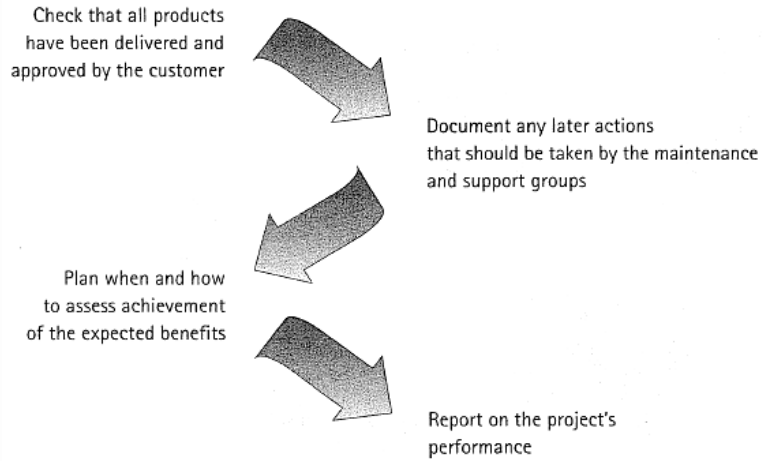 Check that all products
have been delivered and
approved by the customer
Document any later actions
that should be taken by the maintenance
and support groups
Plan when and how
to assess achievement
of the expected benefits
Report on the project's
performance